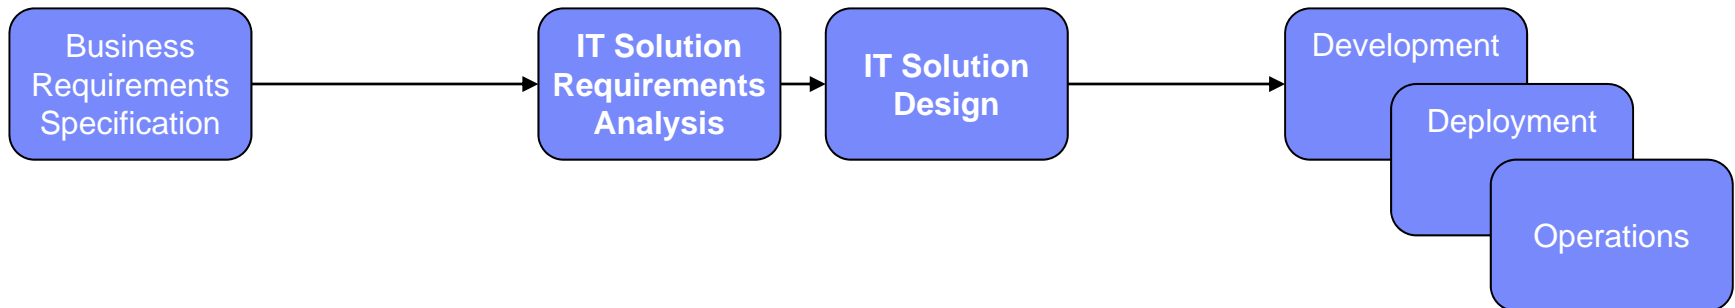 Business
Requirements
Specification
IT Solution
Requirements
Analysis
IT Solution
Design
Development
Deployment
Operations